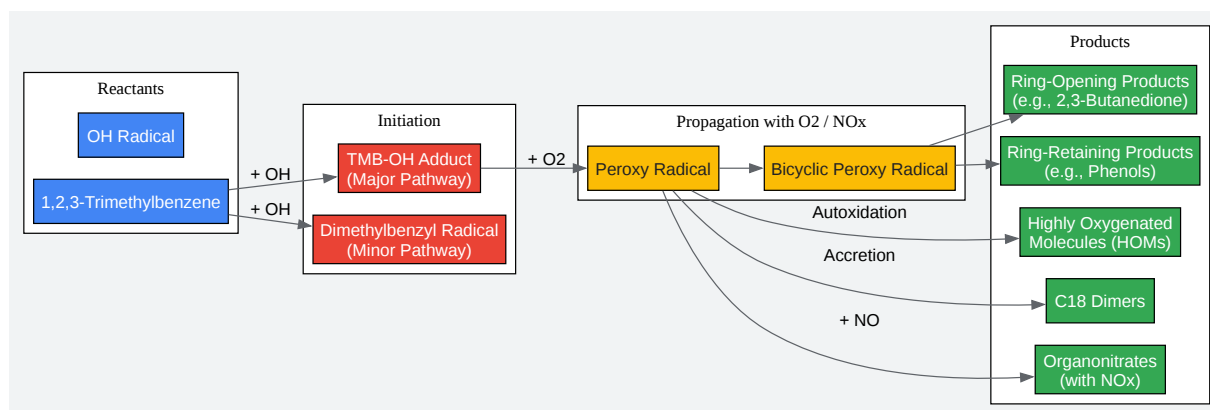 Reactants
OH Radical
1,2,3-Trimethylbenzene
+ OH
+ OH
Initiation
TMB-OH Adduct
(Major Pathway)
Dimethylbenzyl Radical
(Minor Pathway)
+ O2
Propagation with O2 / NOx
Peroxy Radical
Bicyclic Peroxy Radical
Autoxidation
Accretion
+ NO
Products
Ring-Opening Products
(e.g., 2,3-Butanedione)
Ring-Retaining Products
(e.g., Phenols)
Highly Oxygenated
Molecules (HOMs)
C18 Dimers
Organonitrates
(with NOx)